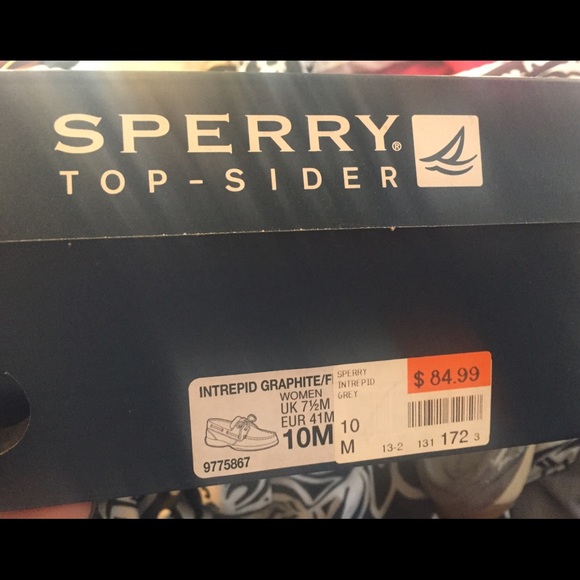 SPERRY®
TOP-SIDER
INTREPID GRAPHITE/
WOMEN
UK 7½M
EUR 41M
10M
9775867
SPERRY
INTREPID
GREY
$ 84.99
10
M
13-2 131 172 3